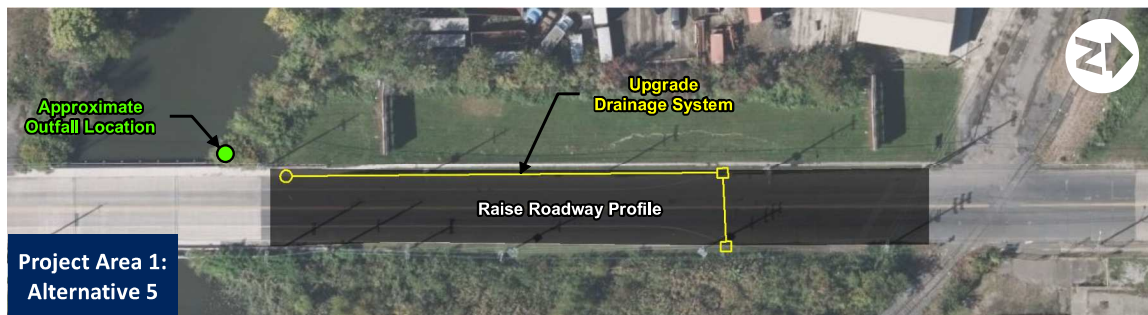 N
Approximate
Outfall Location
Upgrade
Drainage System
Raise Roadway Profile
Project Area 1:
Alternative 5